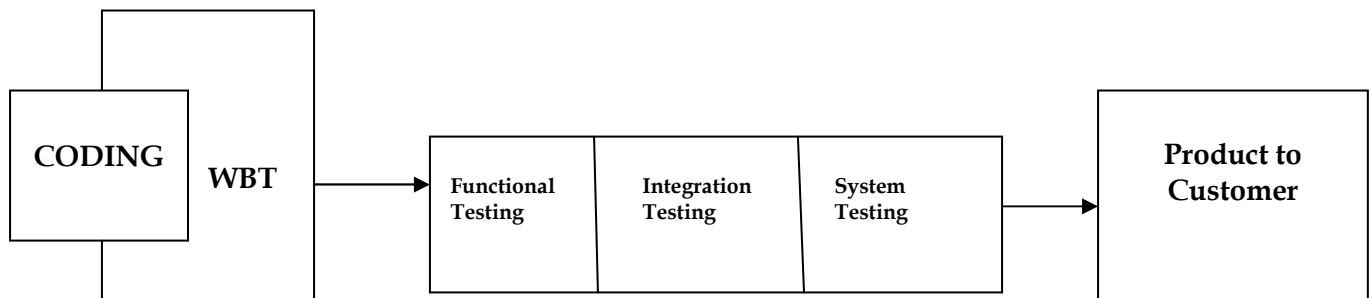 CODING
WBT
Functional
Testing
Integration
Testing
System
Testing
Product to
Customer